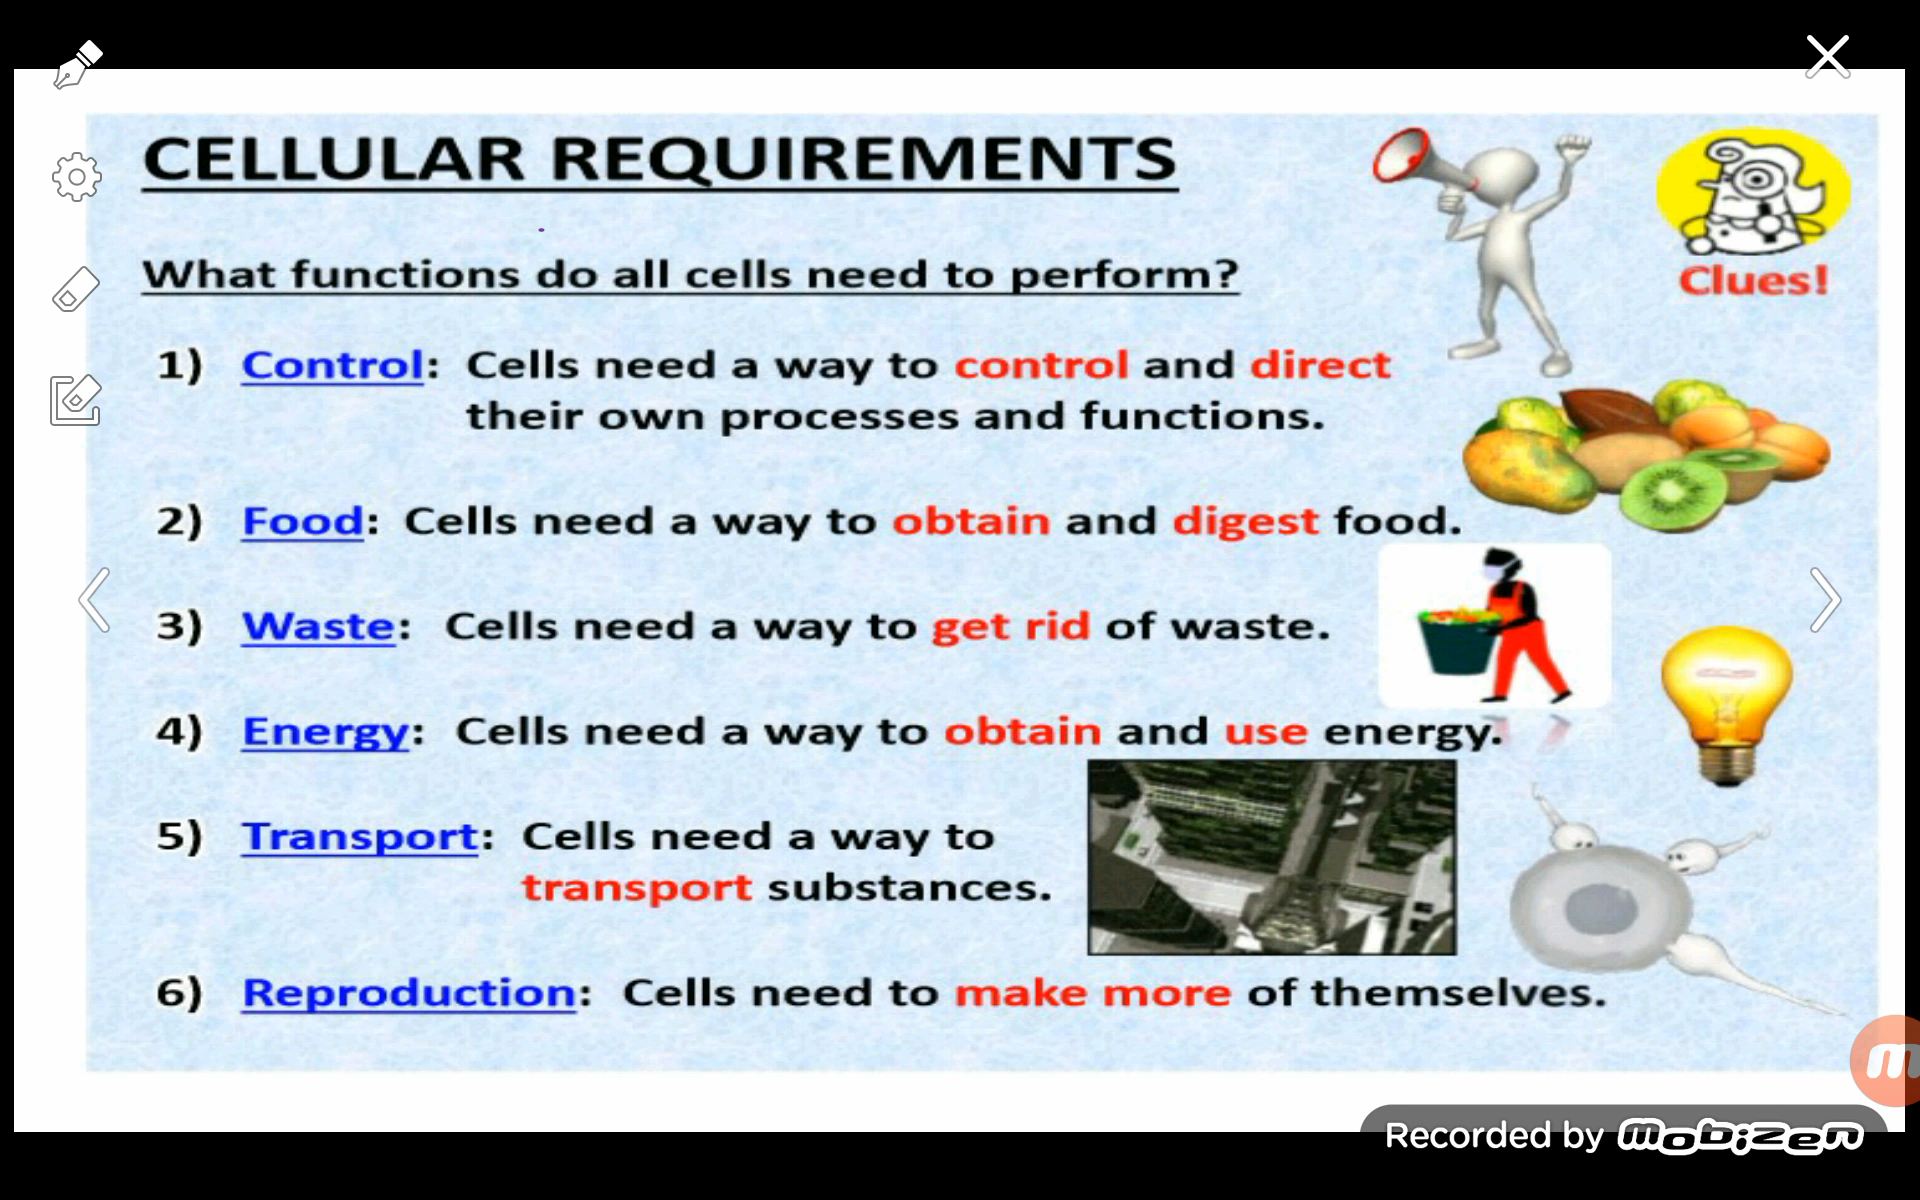 CELLULAR REQUIREMENTS
Clues!
What functions do all cells need to perform?
1) Control: Cells need a way to control and direct
their own processes and functions.
2) Food: Cells need a way to obtain and digest food.
3) Waste: Cells need a way to get rid of waste.
4) Energy: Cells need a way to obtain and use energy.
5) Transport: Cells need a way to
transport substances.
6) Reproduction: Cells need to make more of themselves.
m
Recorded by mobizen